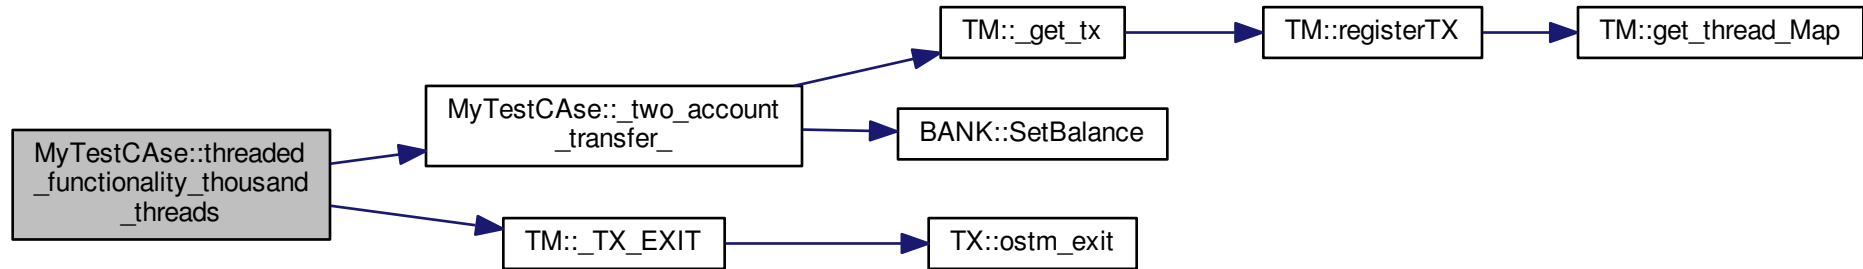 MyTestCAse::threaded
_functionality_thousand
_threads
MyTestCAse::_two_account
_transfer_
TM::_get_tx
TM::registerTX
TM::get_thread_Map
BANK::SetBalance
TM::_TX_EXIT
TX::ostm_exit